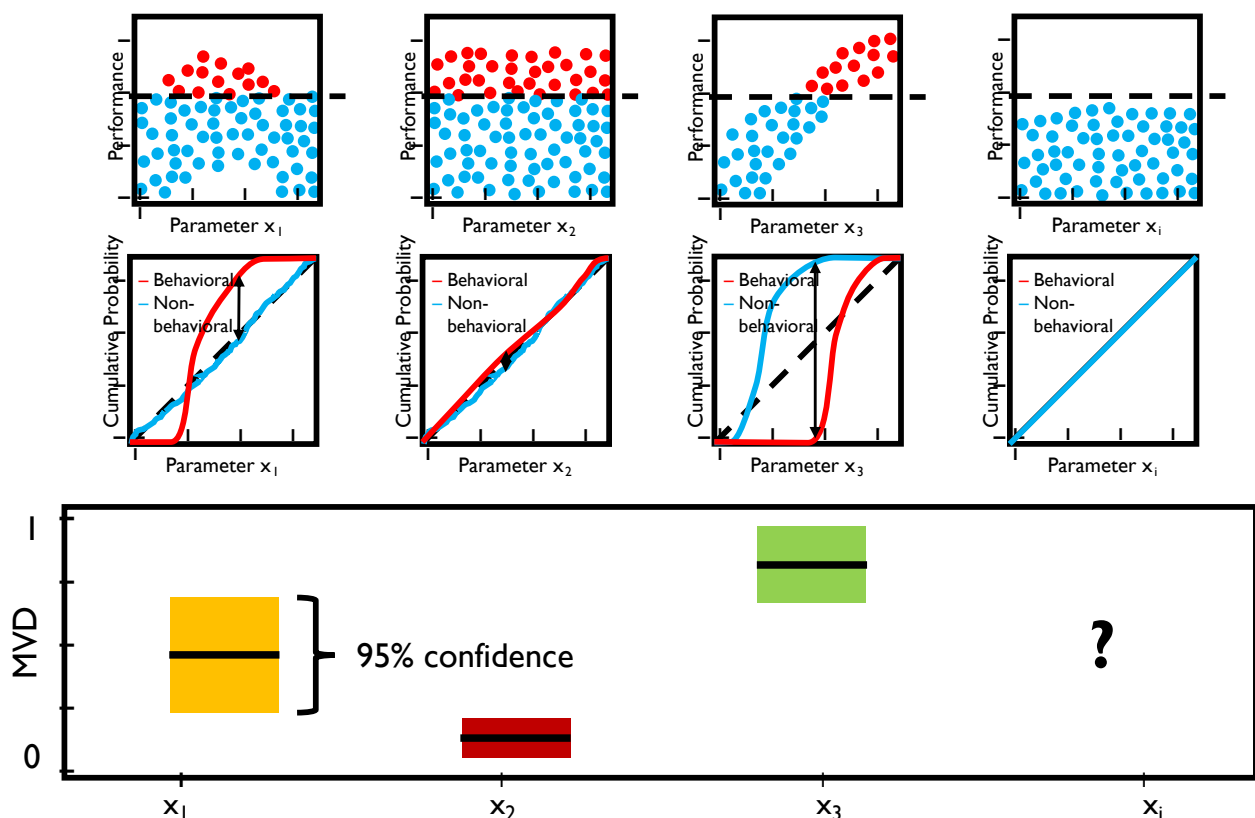 Performance
Parameter x₁
Performance
Parameter x₂
Performance
Parameter x₃
Performance
Parameter xᵢ
Cumulative Probability
Behavioral
Non-
behavioral
Parameter x₁
Cumulative Probability
Behavioral
Non-
behavioral
Parameter x₂
Cumulative Probability
Behavioral
Non-
behavioral
Parameter x₃
Cumulative Probability
Behavioral
Non-
behavioral
Parameter xᵢ
MVD
1
0
95% confidence
?
x₁
x₂
x₃
xᵢ